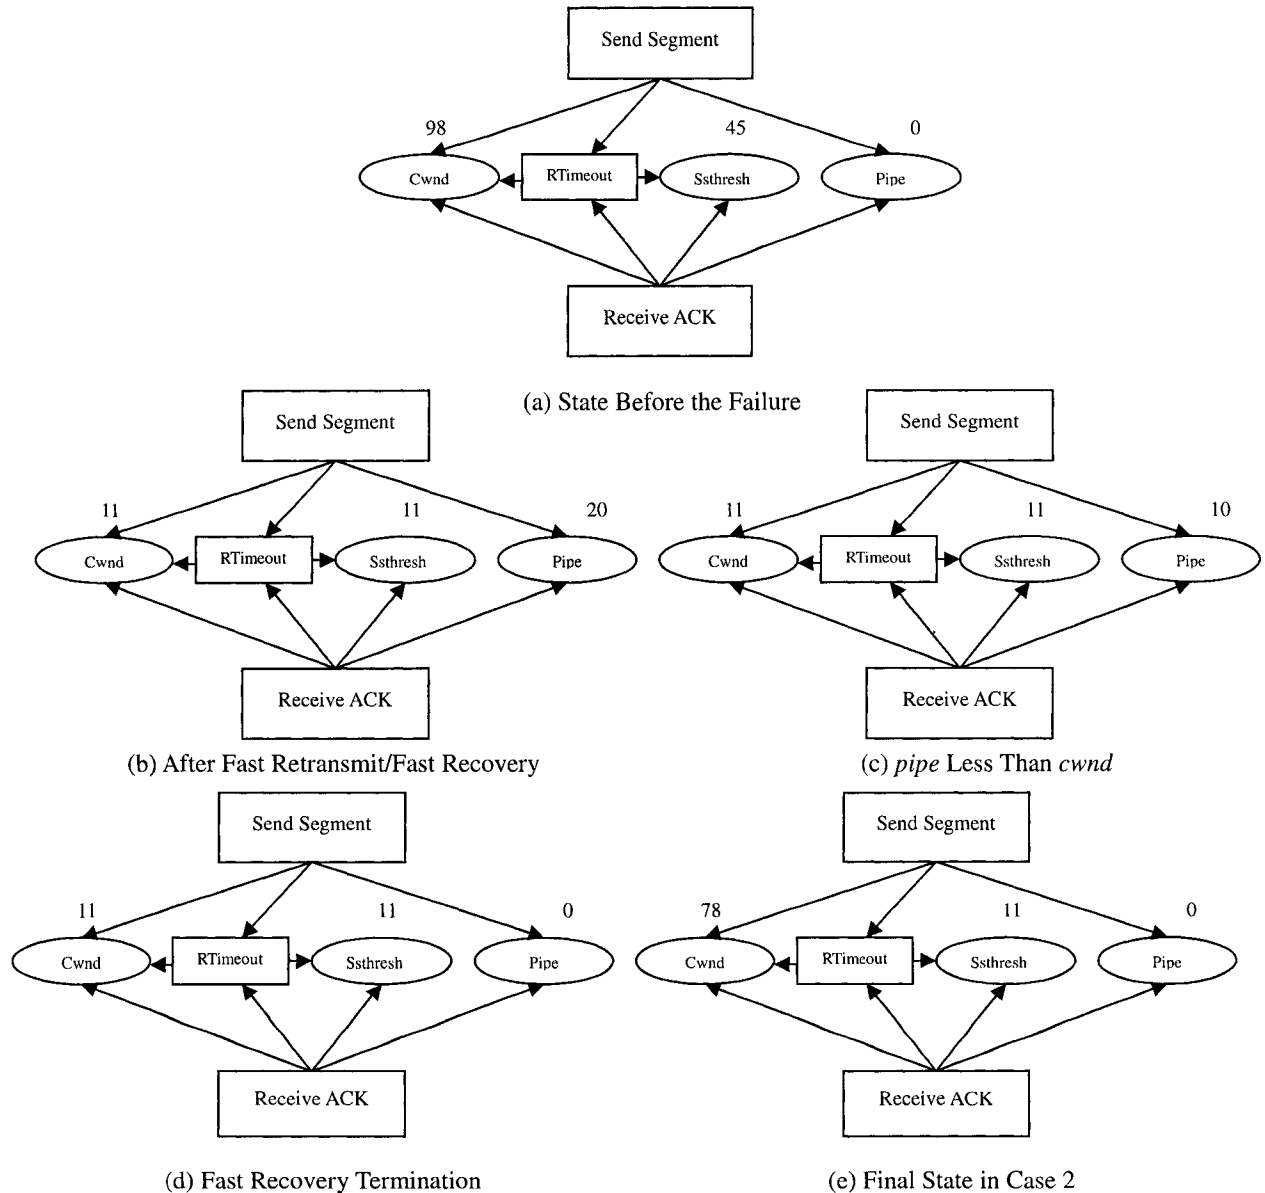 Send Segment
98 45 0
Cwnd RTimeout Ssthresh Pipe
Receive ACK
(a) State Before the Failure
Send Segment
11 11 20
Cwnd RTimeout Ssthresh Pipe
Receive ACK
(b) After Fast Retransmit/Fast Recovery
Send Segment
11 11 10
Cwnd RTimeout Ssthresh Pipe
Receive ACK
(c) pipe Less Than cwnd
Send Segment
11 11 0
Cwnd RTimeout Ssthresh Pipe
Receive ACK
(d) Fast Recovery Termination
Send Segment
78 11 0
Cwnd RTimeout Ssthresh Pipe
Receive ACK
(e) Final State in Case 2